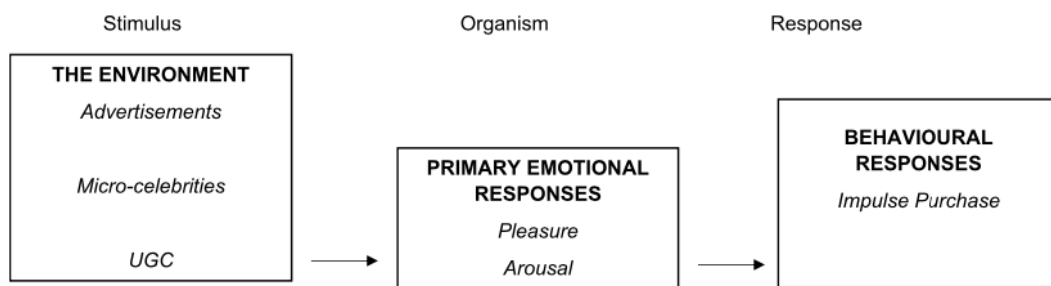 Stimulus
Organism
Response
THE ENVIRONMENT
Advertisements
Micro-celebrities
UGC
PRIMARY EMOTIONAL
RESPONSES
Pleasure
Arousal
BEHAVIOURAL
RESPONSES
Impulse Purchase